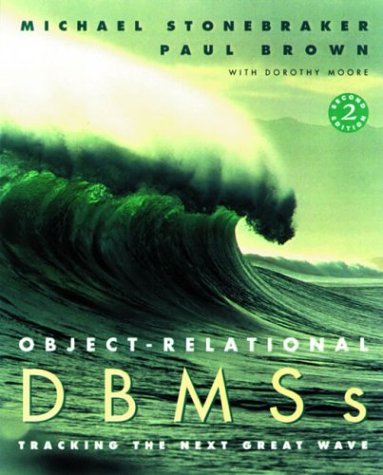 MICHAEL STONEBRAKER
PAUL BROWN
WITH DOROTHY MOORE
SECOND
2
EDITION
OBJECT-RELATIONAL
DBMSs
TRACKING THE NEXT GREAT WAVE